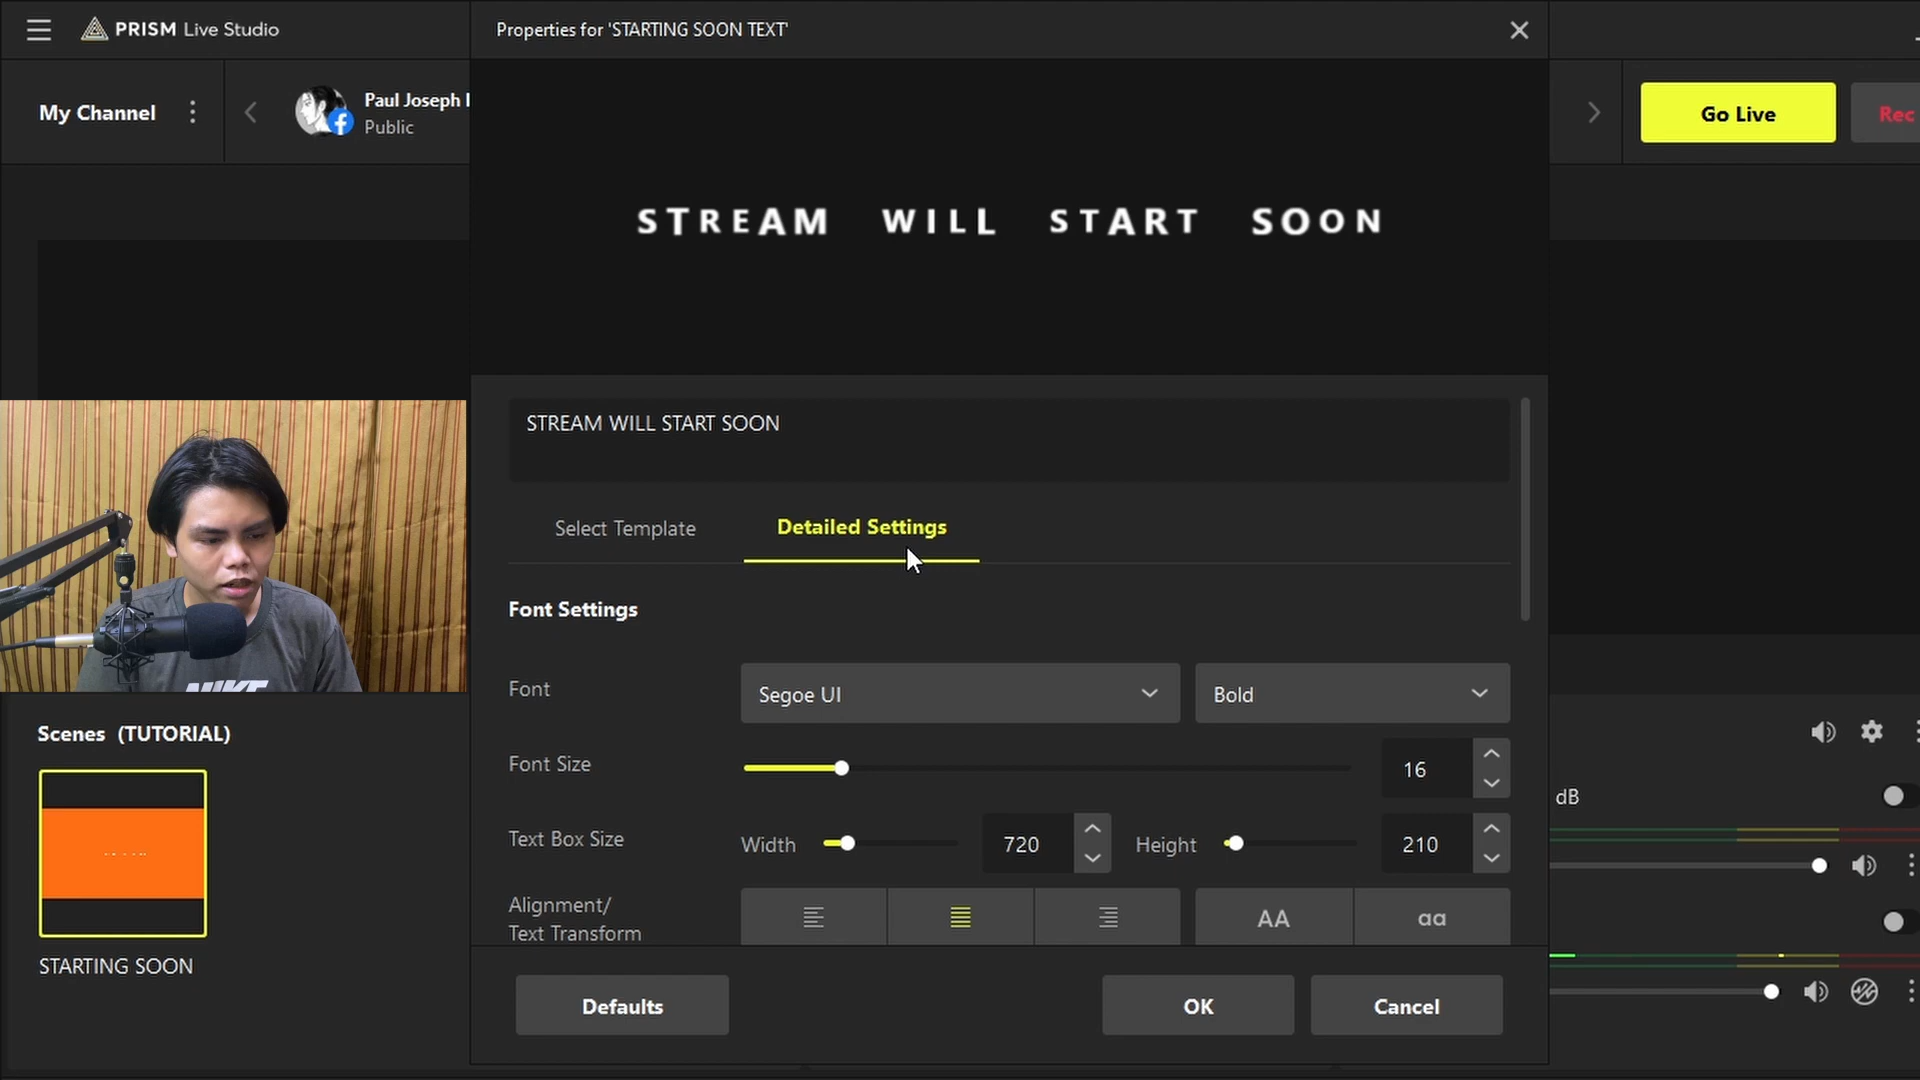 PRISM Live Studio
Properties for 'STARTING SOON TEXT'
My Channel
Paul Joseph
Public
Go Live
Rec
STREAM WILL START SOON
STREAM WILL START SOON
Select Template
Detailed Settings
Font Settings
Font
Segoe UI
Bold
Font Size
16
Text Box Size
Width
720
Height
210
Alignment/
Text Transform
AA
aa
Defaults
OK
Cancel
Scenes (TUTORIAL)
STARTING SOON
dB
NIKE